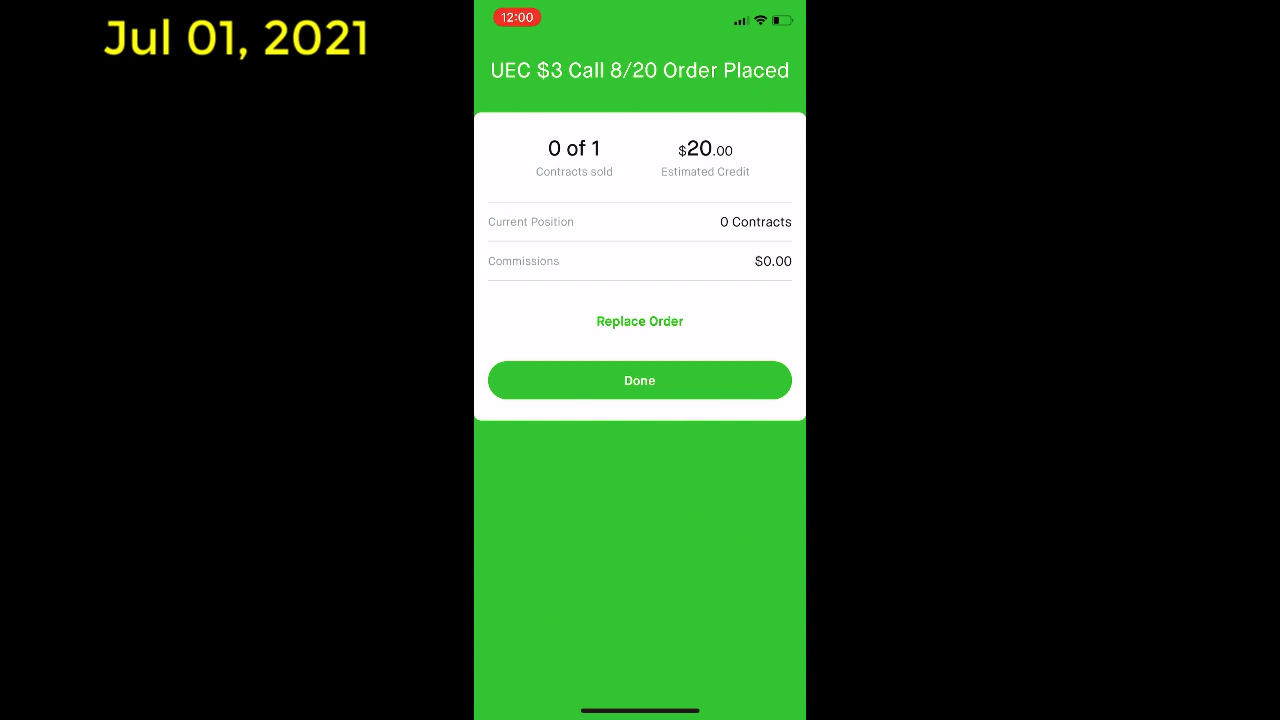 Jul 01, 2021
12:00
UEC $3 Call 8/20 Order Placed
0 of 1
$20.00
Contracts sold
Estimated Credit
Current Position
0 Contracts
Commissions
$0.00
Replace Order
Done